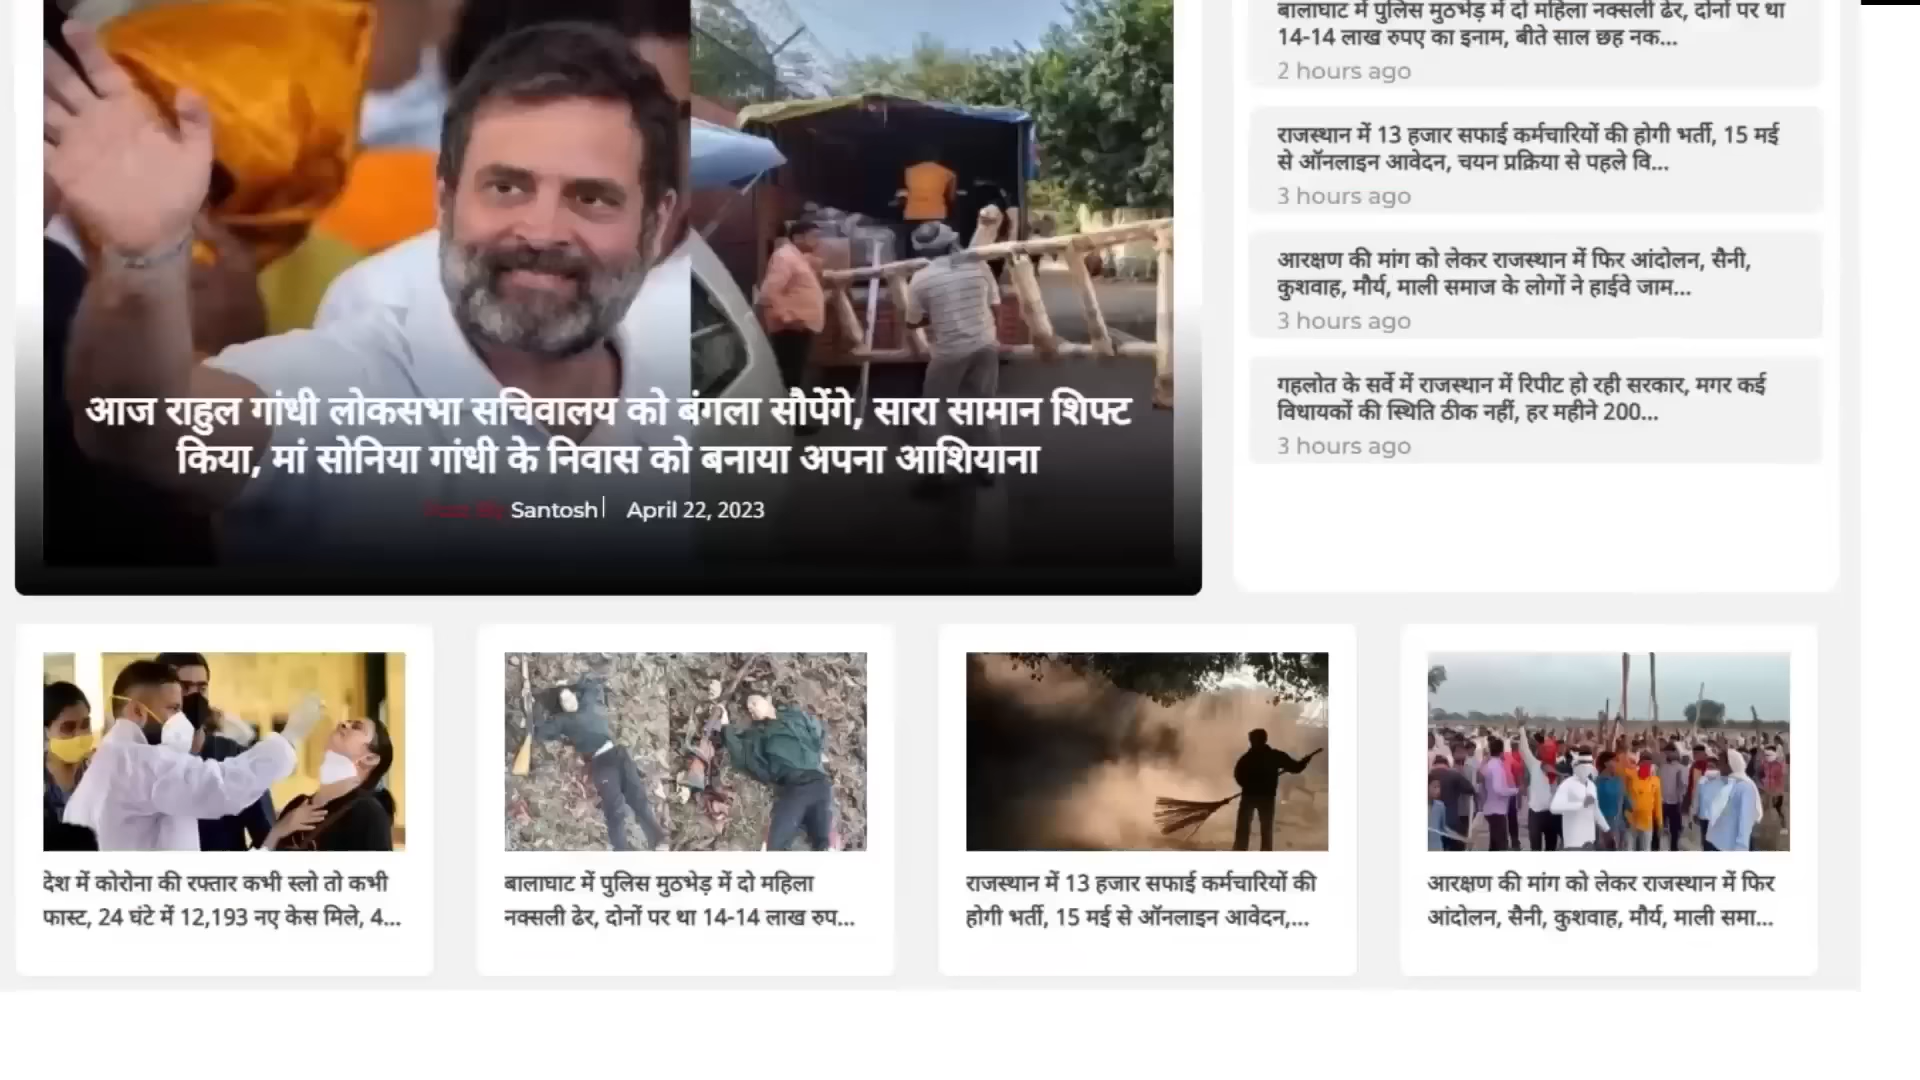 आज राहुल गांधी लोकसभा सचिवालय को बंगला सौपेंगे, सारा सामान शिफ्ट
किया, मां सोनिया गांधी के निवास को बनाया अपना आशियाना
Santosh
April 22, 2023
बालाघाट में पुलिस मुठभेड़ में दो महिला नक्सली ढेर, दोनों पर था
14-14 लाख रुपए का इनाम, बीते साल छह नक...
2 hours ago
राजस्थान में 13 हजार सफाई कर्मचारियों की होगी भर्ती, 15 मई
से ऑनलाइन आवेदन, चयन प्रक्रिया से पहले वि...
3 hours ago
आरक्षण की मांग को लेकर राजस्थान में फिर आंदोलन, सैनी,
कुशवाह, मौर्य, माली समाज के लोगों ने हाईवे जाम...
3 hours ago
गहलोत के सर्वे में राजस्थान में रिपीट हो रही सरकार, मगर कई
विधायकों की स्थिति ठीक नहीं, हर महीने 200...
3 hours ago
देश में कोरोना की रफ्तार कभी स्लो तो कभी
फास्ट, 24 घंटे में 12,193 नए केस मिले, 4...
बालाघाट में पुलिस मुठभेड़ में दो महिला
नक्सली ढेर, दोनों पर था 14-14 लाख रुप...
राजस्थान में 13 हजार सफाई कर्मचारियों की
होगी भर्ती, 15 मई से ऑनलाइन आवेदन,...
आरक्षण की मांग को लेकर राजस्थान में फिर
आंदोलन, सैनी, कुशवाह, मौर्य, माली समा...